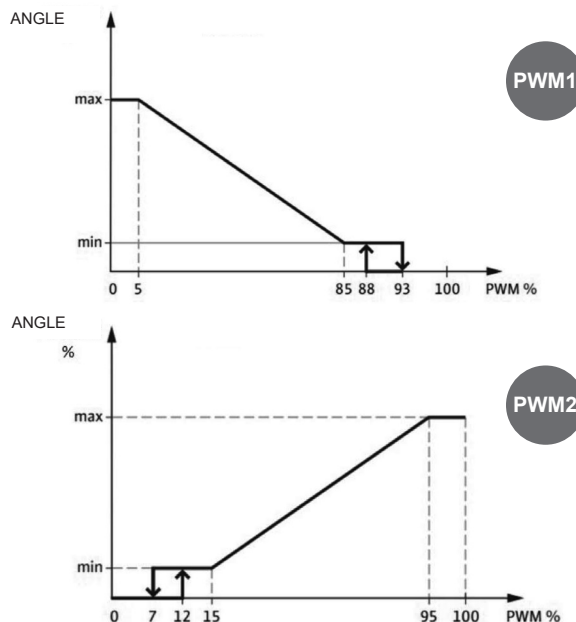 ANGLE
PWM1
max
min
0 5 85 88 93 100 PWM %
ANGLE
%
PWM2
max
min
0 7 12 15 95 100 PWM %